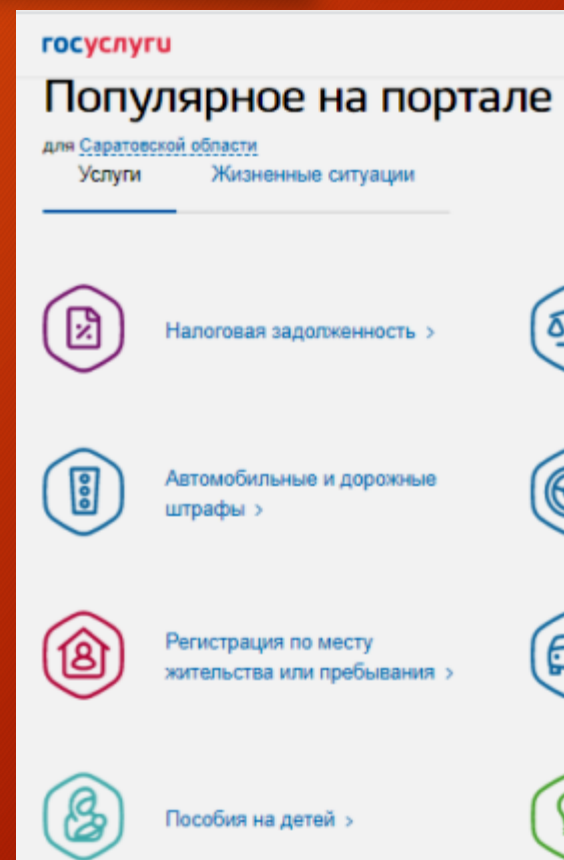 госуслуги
Популярное на портале
для Саратовской области
Услуги Жизненные ситуации
Налоговая задолженность >
Автомобильные и дорожные
штрафы >
Регистрация по месту
жительства или пребывания >
Пособия на детей >